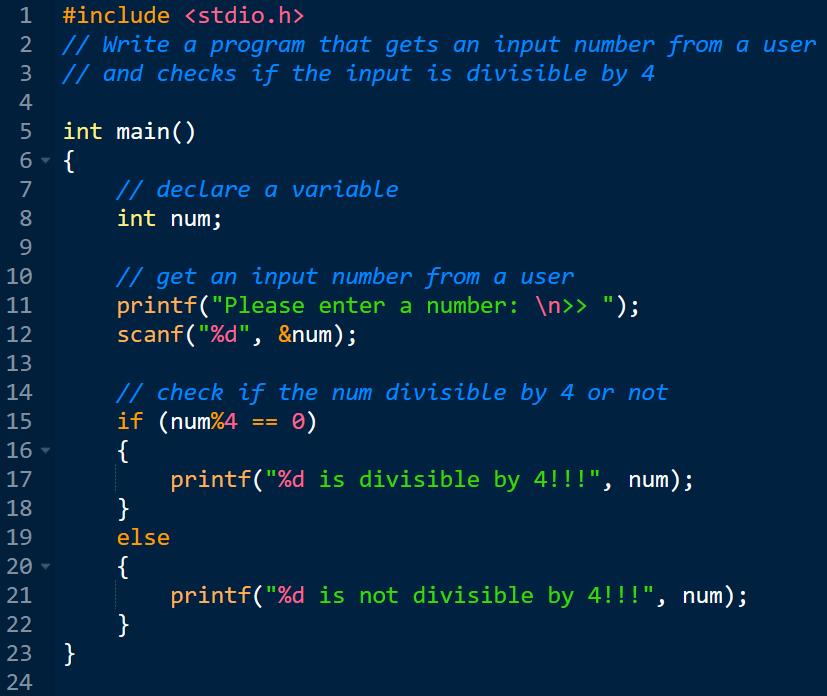 1 #include <stdio.h>
2 // Write a program that gets an input number from a user
3 // and checks if the input is divisible by 4
4
5 int main()
6 {
7     // declare a variable
8     int num;
9
10     // get an input number from a user
11     printf("Please enter a number: \n>> ");
12     scanf("%d", &num);
13
14     // check if the num divisible by 4 or not
15     if (num%4 == 0)
16     {
17         printf("%d is divisible by 4!!!", num);
18     }
19     else
20     {
21         printf("%d is not divisible by 4!!!", num);
22     }
23 }
24